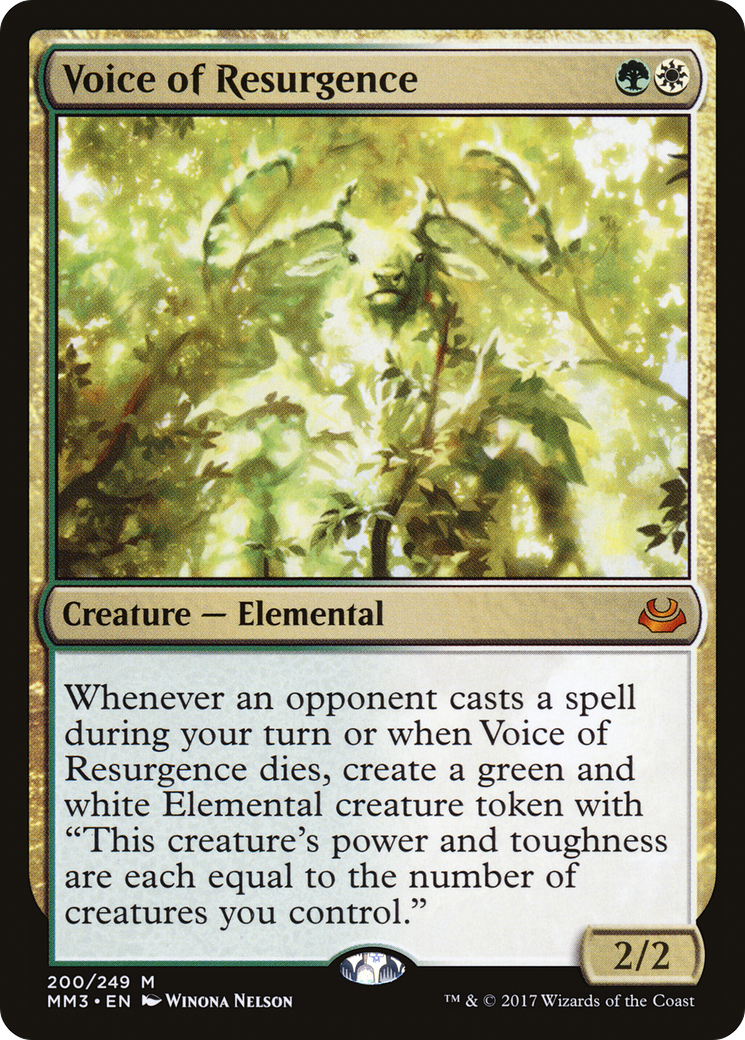 Voice of Resurgence
Creature — Elemental
Whenever an opponent casts a spell
during your turn or when Voice of
Resurgence dies, create a green and
white Elemental creature token with
“This creature’s power and toughness
are each equal to the number of
creatures you control.”
2/2
200/249 M
MM3 • EN Winona Nelson
™ & © 2017 Wizards of the Coast